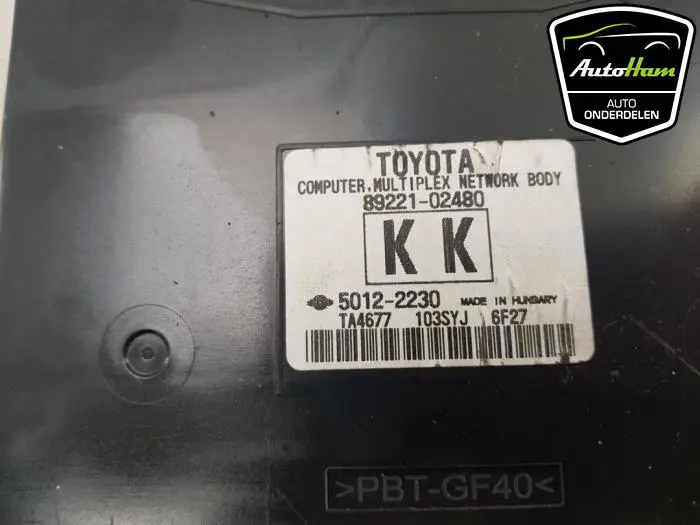 AutoHam
AUTO
ONDERDELEN
TOYOTA
COMPUTER,MULTIPLEX NETWORK BODY
89221-02480
KK
5012-2230 MADE IN HUNGARY
TA4677 103SYJ 6F27
>PBT-GF40<